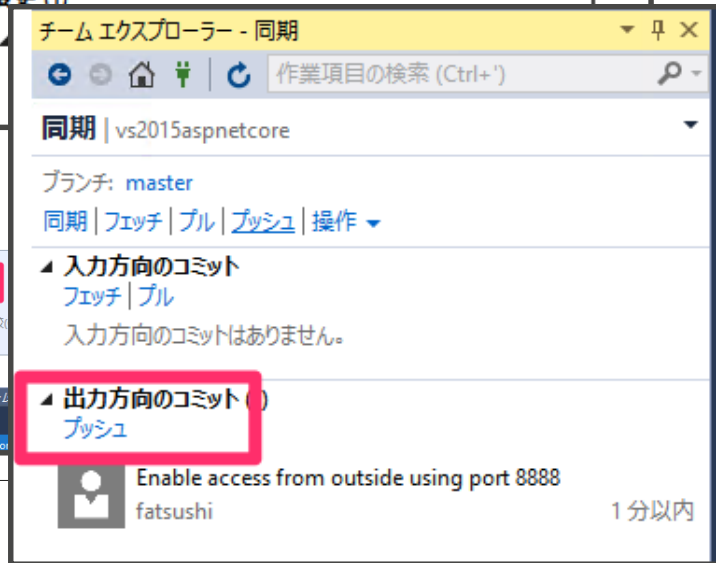 チーム エクスプローラー - 同期
作業項目の検索 (Ctrl+')
同期 | vs2015aspnetcore
ブランチ: master
同期 | フェッチ | プル | プッシュ | 操作
入力方向のコミット
フェッチ | プル
入力方向のコミットはありません。
出力方向のコミット
プッシュ
Enable access from outside using port 8888
fatsushi 1 分以内